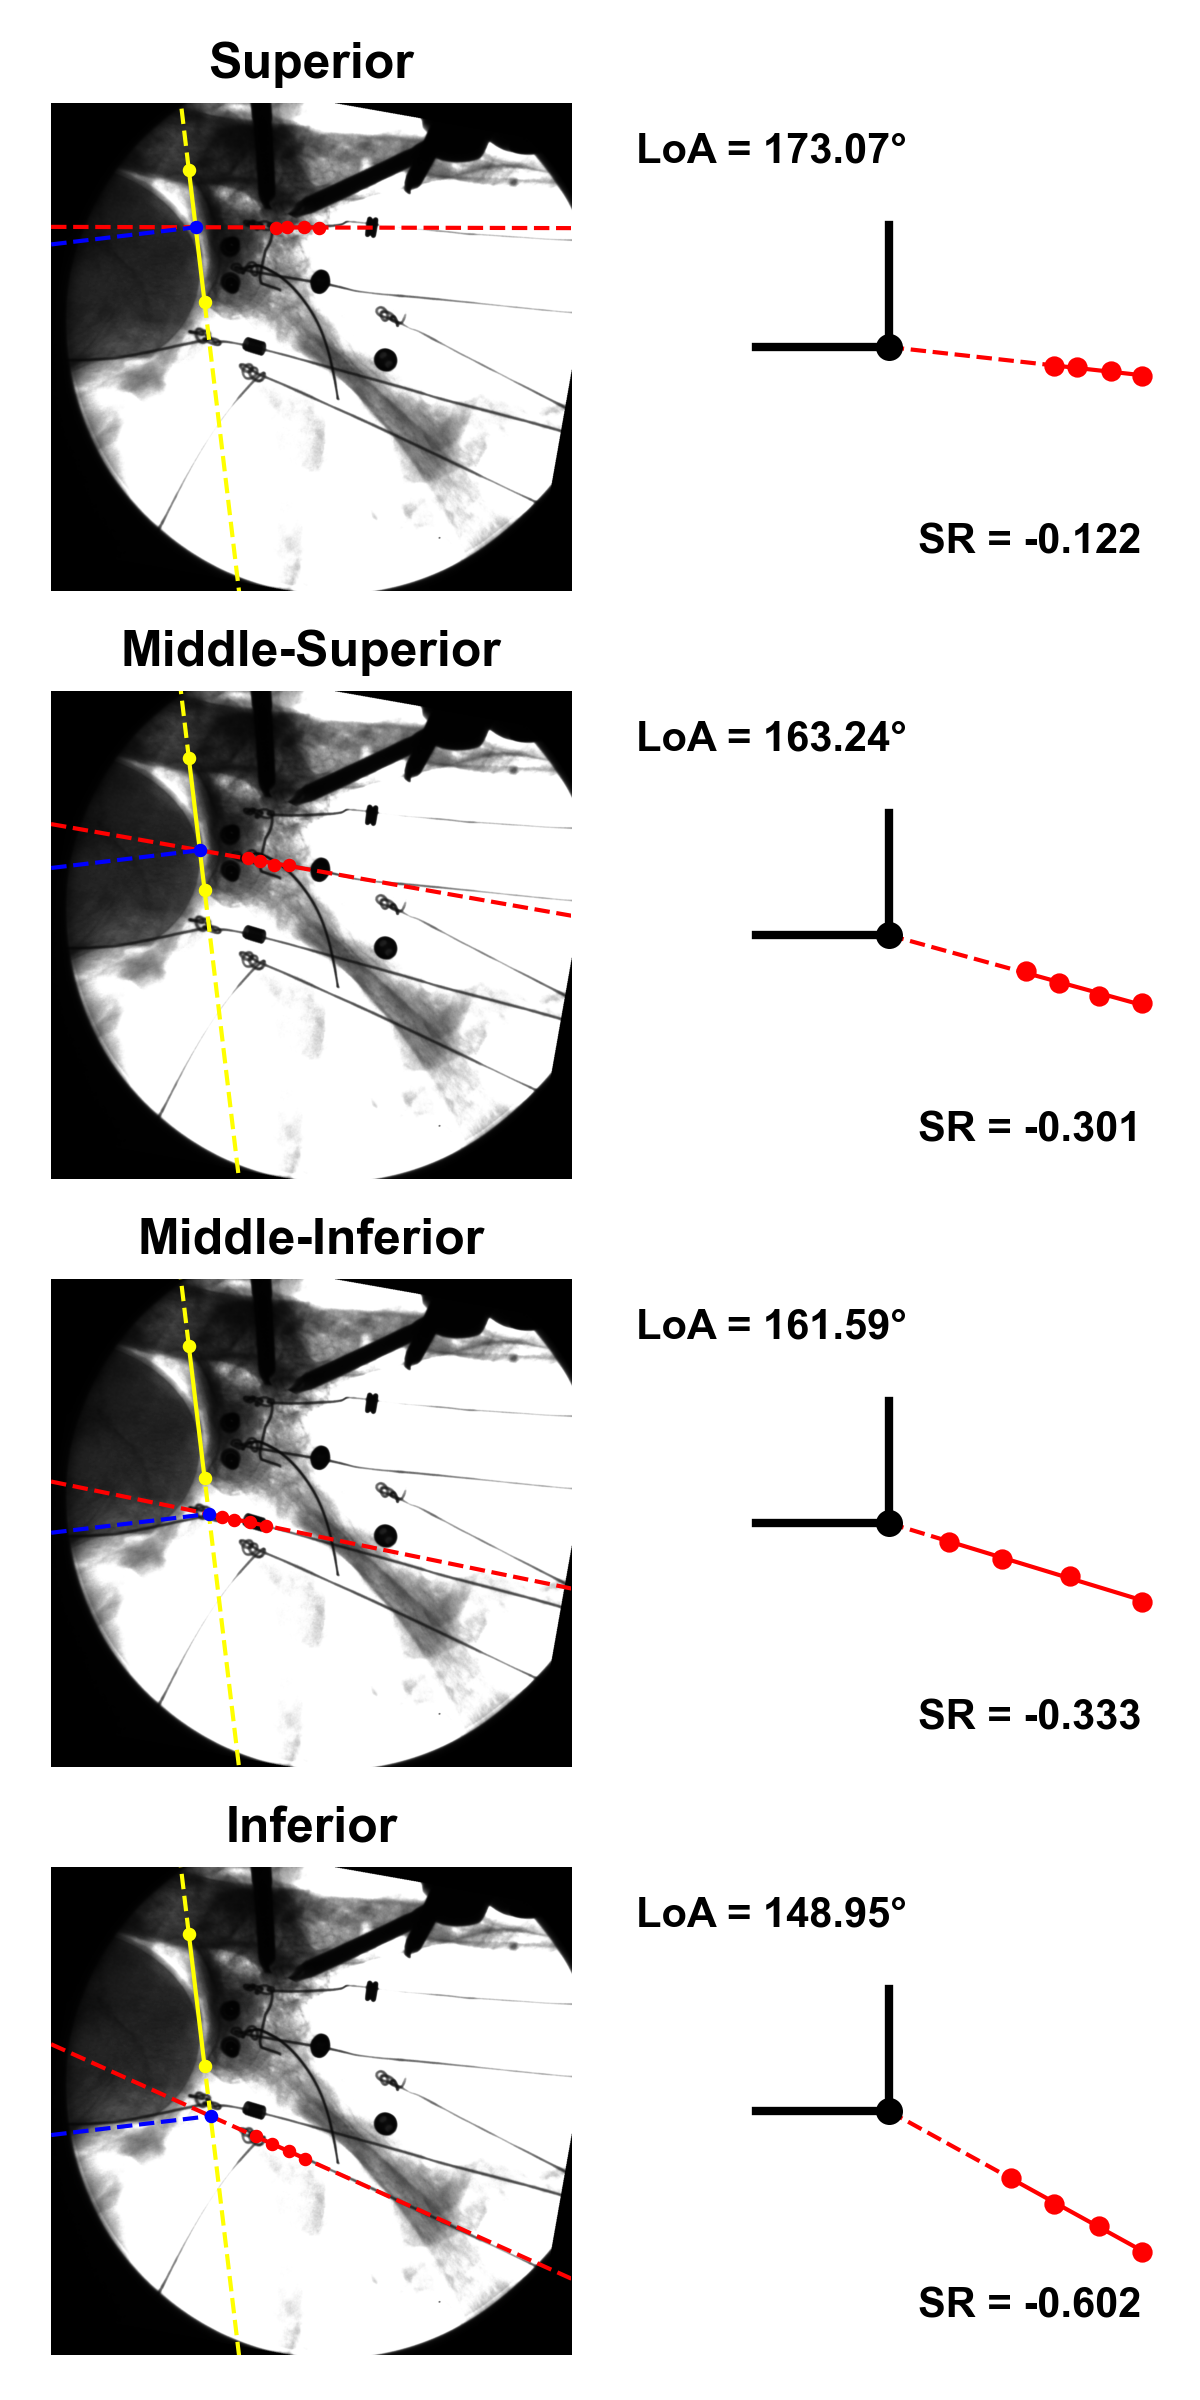 Superior
LoA = 173.07°
SR = -0.122
Middle-Superior
LoA = 163.24°
SR = -0.301
Middle-Inferior
LoA = 161.59°
SR = -0.333
Inferior
LoA = 148.95°
SR = -0.602